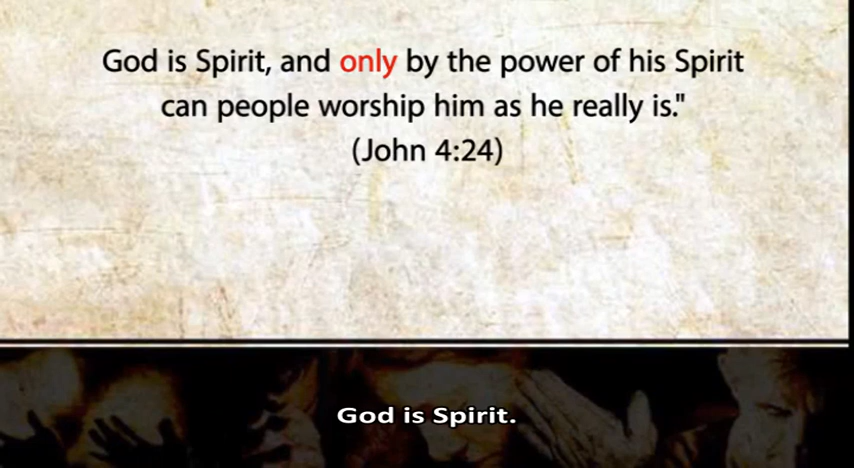 God is Spirit, and only by the power of his Spirit
can people worship him as he really is."
(John 4:24)
God is Spirit.